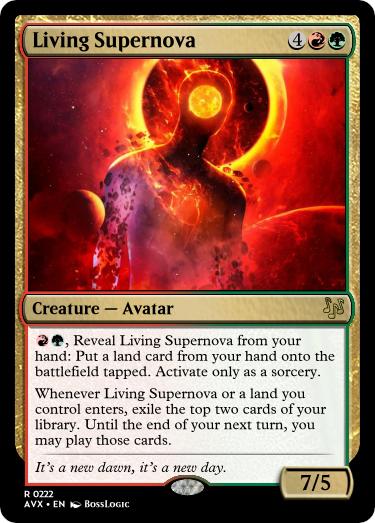 Living Supernova 4
, Reveal Living Supernova from your
hand: Put a land card from your hand onto the
battlefield tapped. Activate only as a sorcery.
Whenever Living Supernova or a land you
control enters, exile the top two cards of your
library. Until the end of your next turn, you
may play those cards.
It's a new dawn, it's a new day.
Creature — Avatar
7/5
R 0222
AVX • EN BossLogic